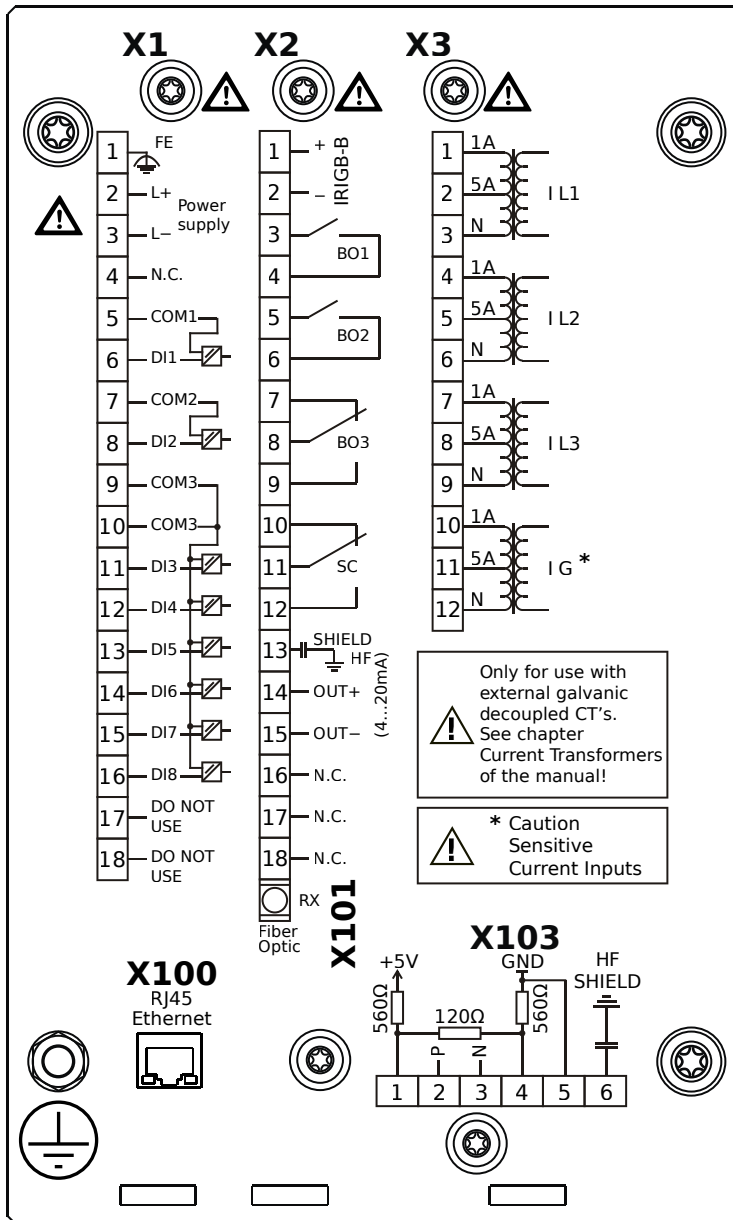 X1
1 FE
2 L+
Power
supply
3 L−
4 N.C.
5 COM1
6 DI1
7 COM2
8 DI2
9 COM3
10 COM3
11 DI3
12 DI4
13 DI5
14 DI6
15 DI7
16 DI8
17 DO NOT
USE
18 DO NOT
USE
X2
1 +
IRIGB-B
2 −
3
BO1
4
5
BO2
6
7
8 BO3
9
10
11 SC
12
13 SHIELD
HF
14 OUT+
(4...20mA)
15 OUT−
16 N.C.
17 N.C.
18 N.C.
RX
Fiber
Optic
X101
X3
1 1A
2 5A I L1
3 N
4 1A
5 5A I L2
6 N
7 1A
8 5A I L3
9 N
10 1A
11 5A I G *
12 N
! Only for use with
external galvanic
decoupled CT's.
See chapter
Current Transformers
of the manual!
! * Caution
Sensitive
Current Inputs
X100
RJ45
Ethernet
X103
+5V GND HF
SHIELD
560Ω 120Ω 560Ω
P N
1 2 3 4 5 6